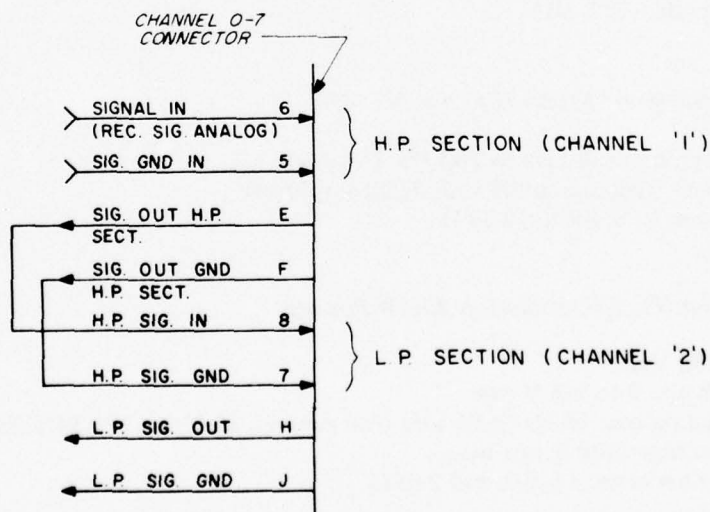 CHANNEL 0-7
CONNECTOR
SIGNAL IN 6
(REC. SIG. ANALOG)
SIG. GND IN 5
H.P. SECTION (CHANNEL '1')
SIG. OUT H.P. E
SECT.
SIG. OUT GND F
H.P. SECT.
H.P. SIG. IN 8
H.P. SIG. GND 7
L.P. SECTION (CHANNEL '2')
L.P. SIG. OUT H
L.P. SIG GND J